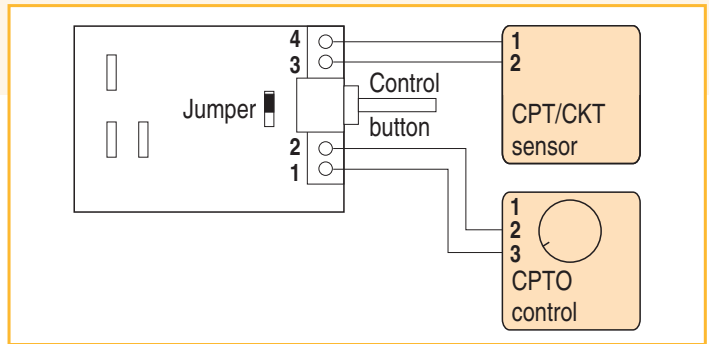 4
3
Jumper
Control
button
2
1
1
2
CPT/CKT
sensor
1
2
3
CPTO
control